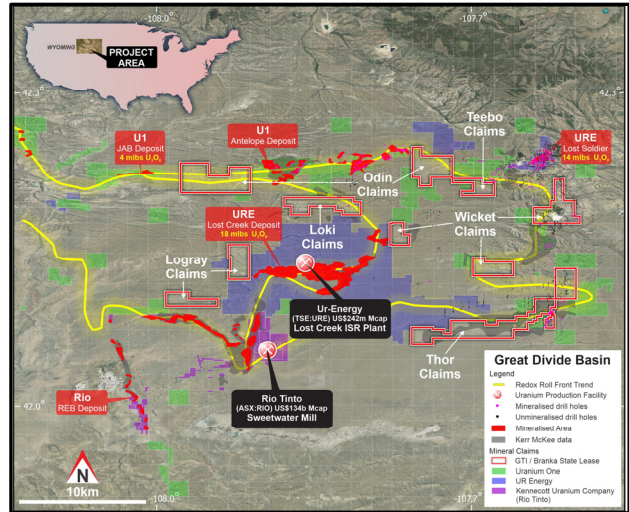 -108.0
-107.7
WYOMING
PROJECT
AREA
42.3
42.3
U1
JAB Deposit
4 mlbs U₃O₈
U1
Antelope Deposit
Teebo
Claims
URE
Lost Soldier
14 mlbs U₃O₈
Odin
Claims
URE
Lost Creek Deposit
18 mlbs U₃O₈
Loki
Claims
Wicket
Claims
Logray
Claims
Ur-Energy
(TSE:URE) US$242m Mcap
Lost Creek ISR Plant
Thor
Claims
Rio Tinto
(ASX:RIO) US$134b Mcap
Sweetwater Mill
Rio
REB Deposit
42.0
N
10km
-108.0
-107.7
Great Divide Basin
Legend
Redox Roll Front Trend
Uranium Production Facility
Mineralised drill holes
Unmineralised drill holes
Mineralised Area
Kerr McKee data
Mineral Claims
GTI / Branka State Lease
Uranium One
UR Energy
Kennecott Uranium Company
(Rio Tinto)